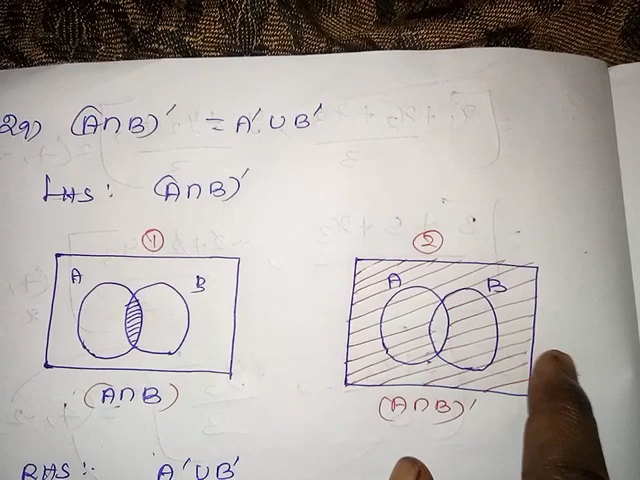 29) (A∩B)′ = A′ ∪ B′
LHS: (A∩B)′
1
2
A B
A B
(A∩B)
(A∩B)′
RHS:- A′∪B′